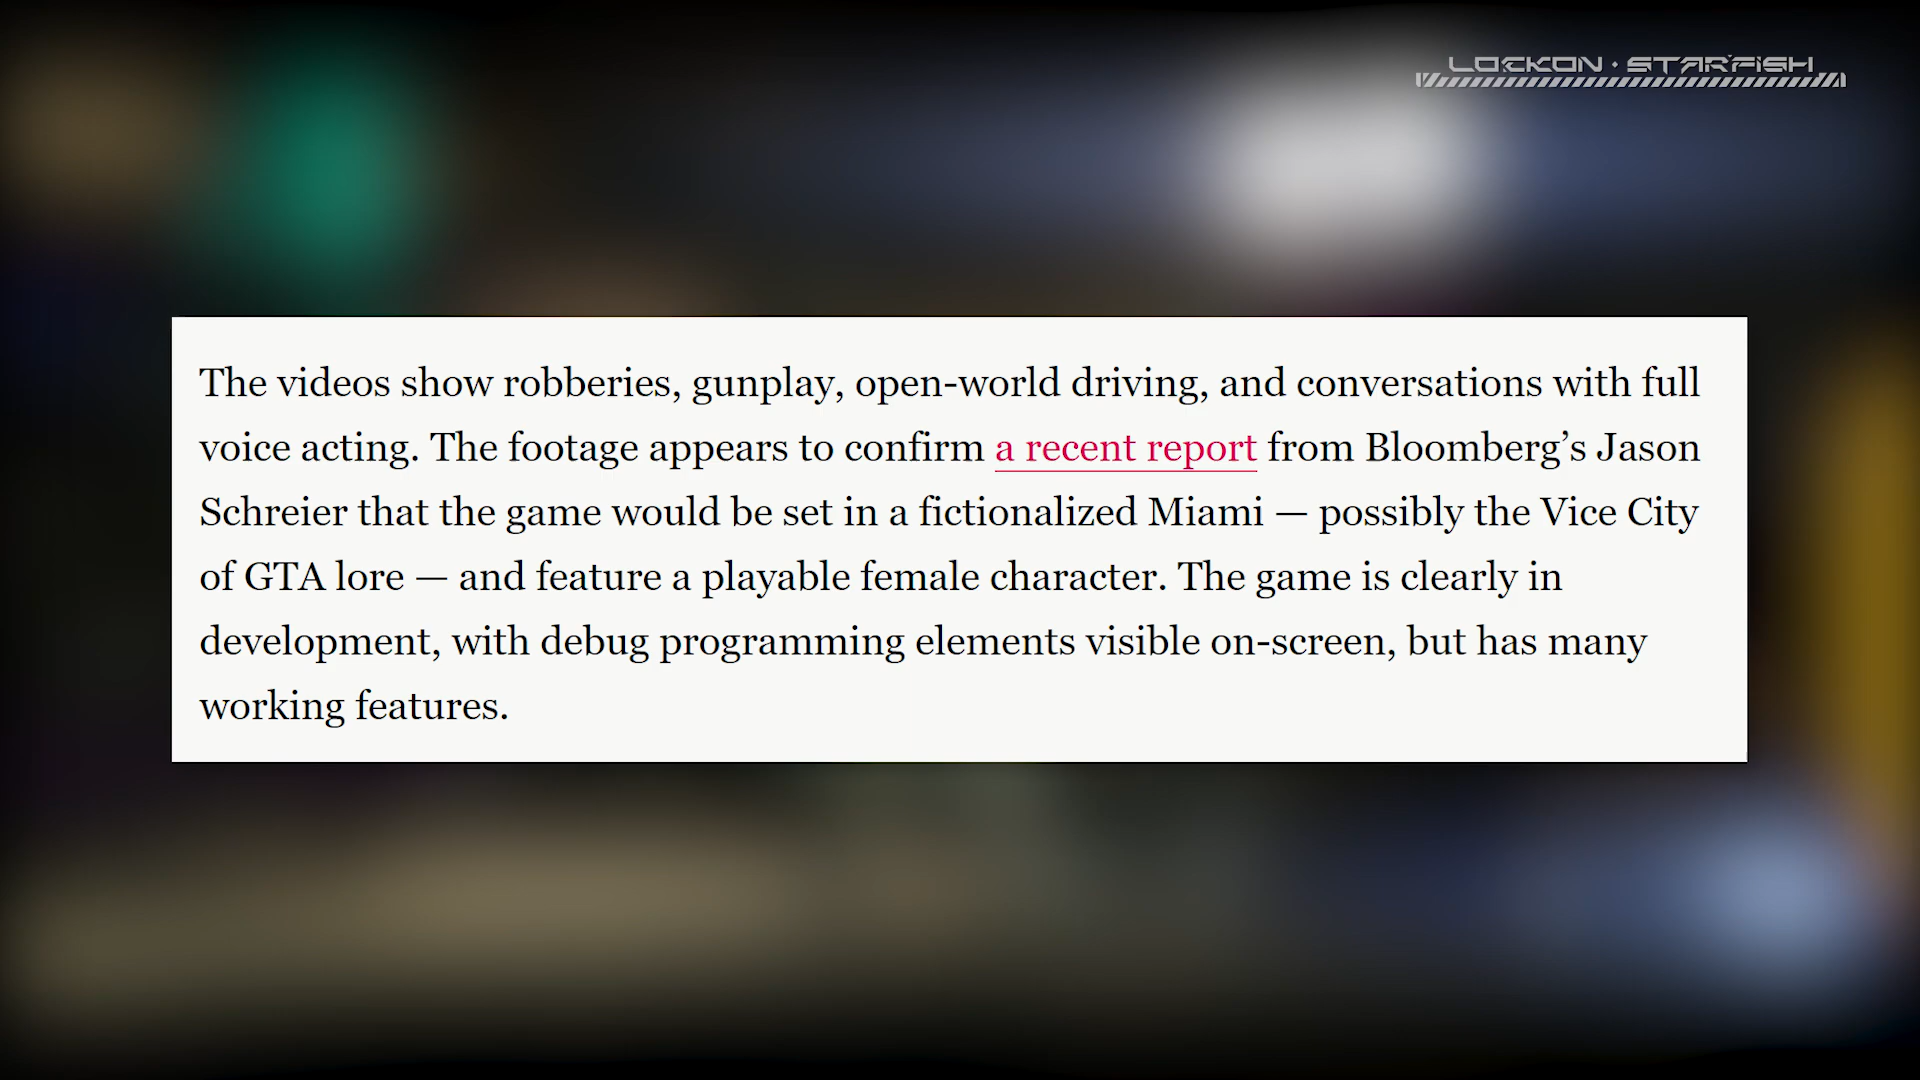 LOCKON · STARFISH
The videos show robberies, gunplay, open-world driving, and conversations with full
voice acting. The footage appears to confirm a recent report from Bloomberg’s Jason
Schreier that the game would be set in a fictionalized Miami — possibly the Vice City
of GTA lore — and feature a playable female character. The game is clearly in
development, with debug programming elements visible on-screen, but has many
working features.